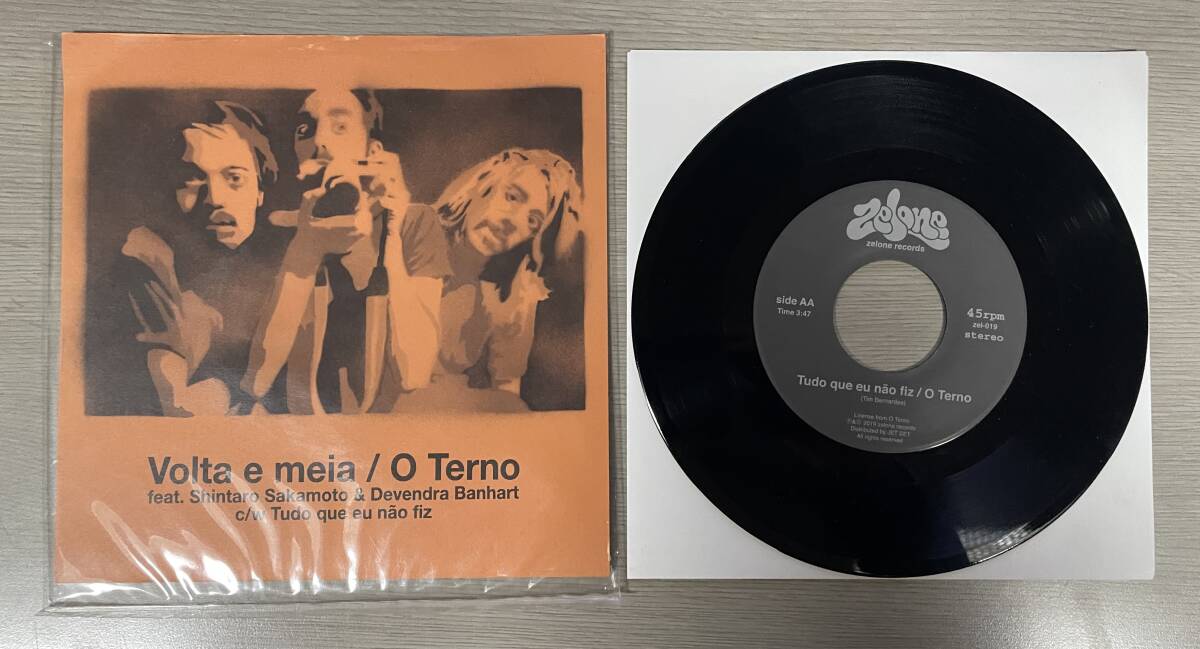 Volta e meia / O Terno
feat. Shintaro Sakamoto & Devendra Banhart
c/w Tudo que eu não fiz
zelone
zelone records
side AA
Time 3:47
45rpm
zel-019
stereo
Tudo que eu não fiz / O Terno
(Tim Bernardes)
License from O Terno
℗&© 2019 zelone records
Distributed by JET SET
All rights reserved